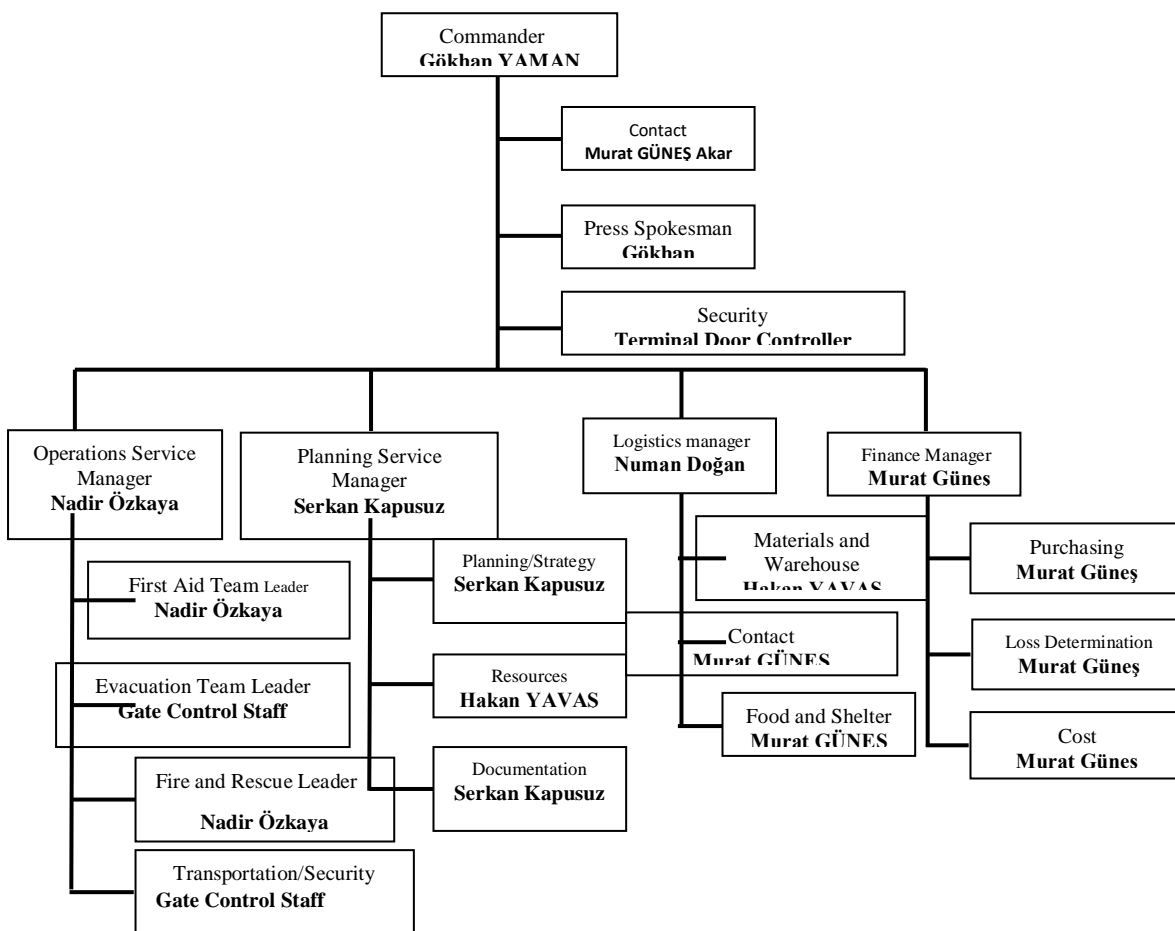 Commander
Gökhan YAMAN
Contact
Murat GÜNEŞ Akar
Press Spokesman
Gökhan
Security
Terminal Door Controller
Operations Service
Manager
Nadir Özkaya
First Aid Team Leader
Nadir Özkaya
Evacuation Team Leader
Gate Control Staff
Fire and Rescue Leader
Nadir Özkaya
Transportation/Security
Gate Control Staff
Planning Service
Manager
Serkan Kapusuz
Planning/Strategy
Serkan Kapusuz
Resources
Hakan YAVAS
Documentation
Serkan Kapusuz
Logistics manager
Numan Doğan
Materials and
Warehouse
Hakan YAVAS
Contact
Murat GÜNES
Food and Shelter
Murat GÜNES
Finance Manager
Murat Günes
Purchasing
Murat Güneş
Loss Determination
Murat Güneş
Cost
Murat Günes